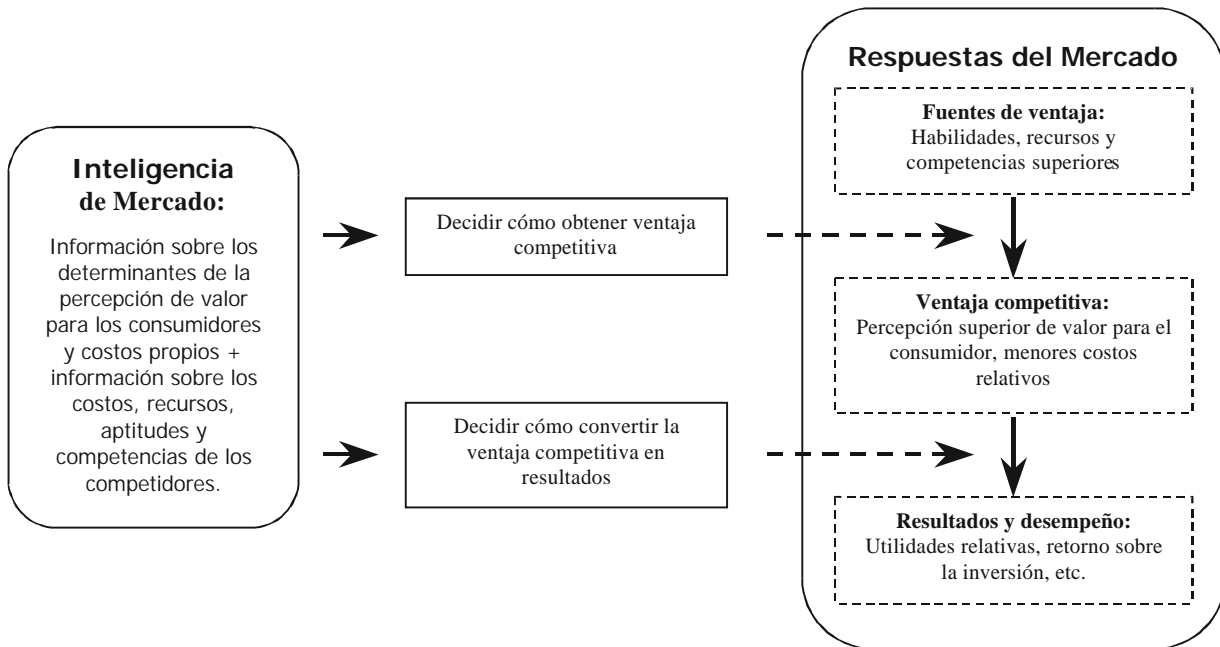 Inteligencia
de Mercado:
Información sobre los
determinantes de la
percepción de valor
para los consumidores
y costos propios +
información sobre los
costos, recursos,
aptitudes y
competencias de los
competidores.
Decidir cómo obtener ventaja
competitiva
Decidir cómo convertir la
ventaja competitiva en
resultados
Respuestas del Mercado
Fuentes de ventaja:
Habilidades, recursos y
competencias superiores
Ventaja competitiva:
Percepción superior de valor para el
consumidor, menores costos
relativos
Resultados y desempeño:
Utilidades relativas, retorno sobre
la inversión, etc.